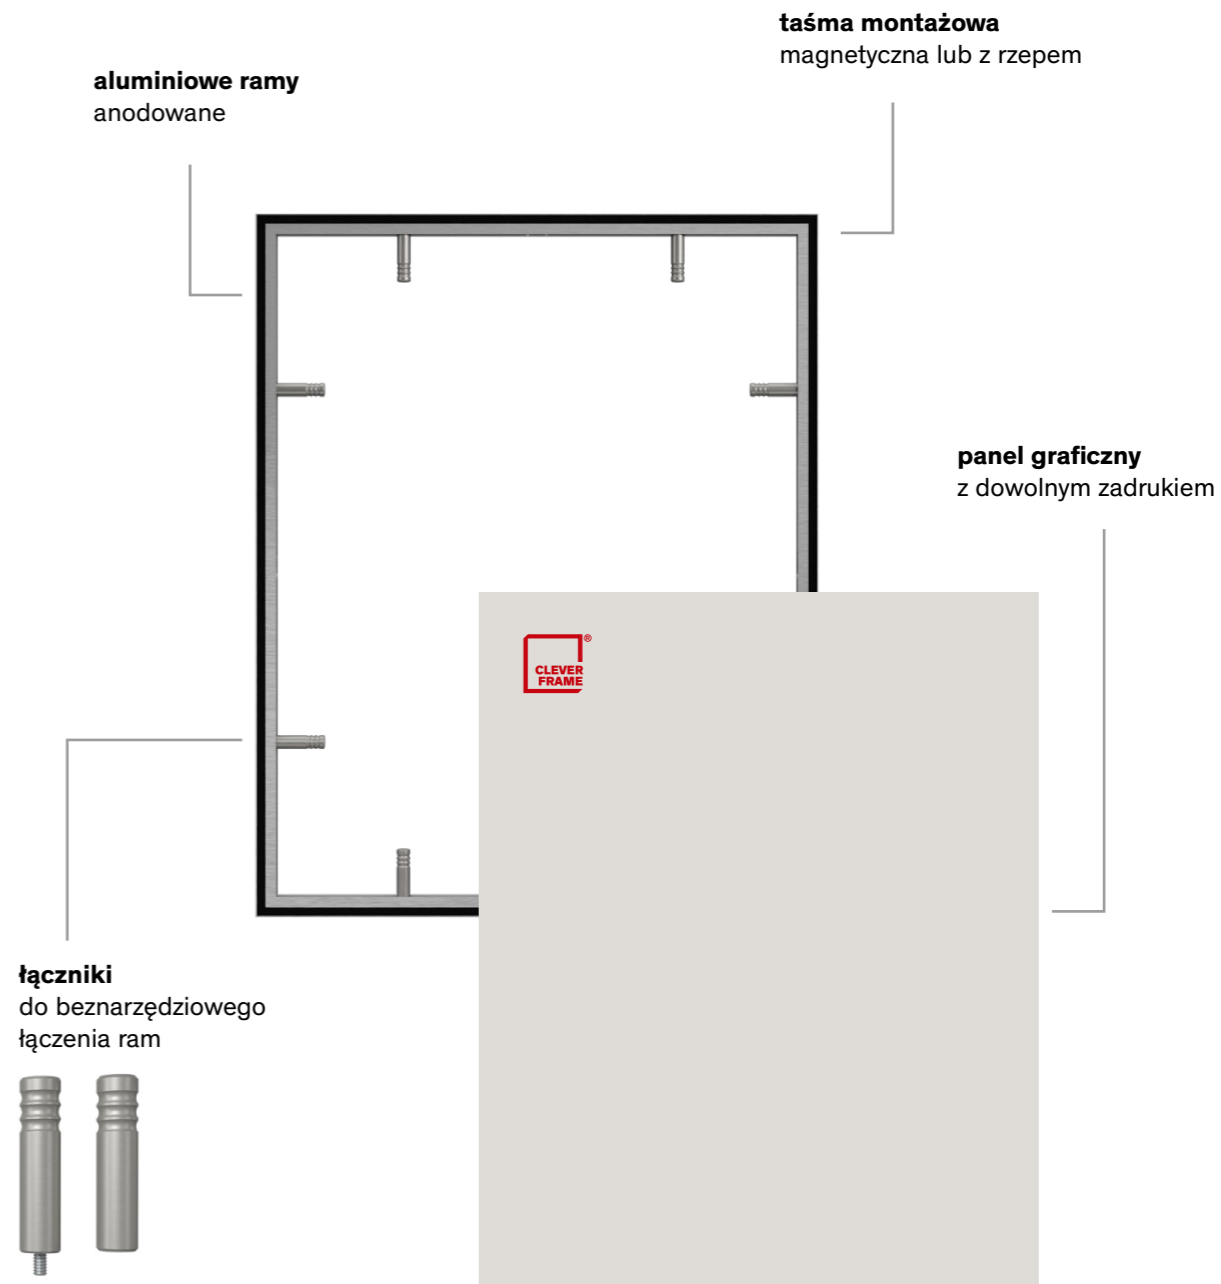 taśma montażowa
magnetyczna lub z rzepem
aluminiowe ramy
anodowane
panel graficzny
z dowolnym zadrukiem
CLEVER
FRAME
®
łączniki
do beznarzędziowego
łączenia ram